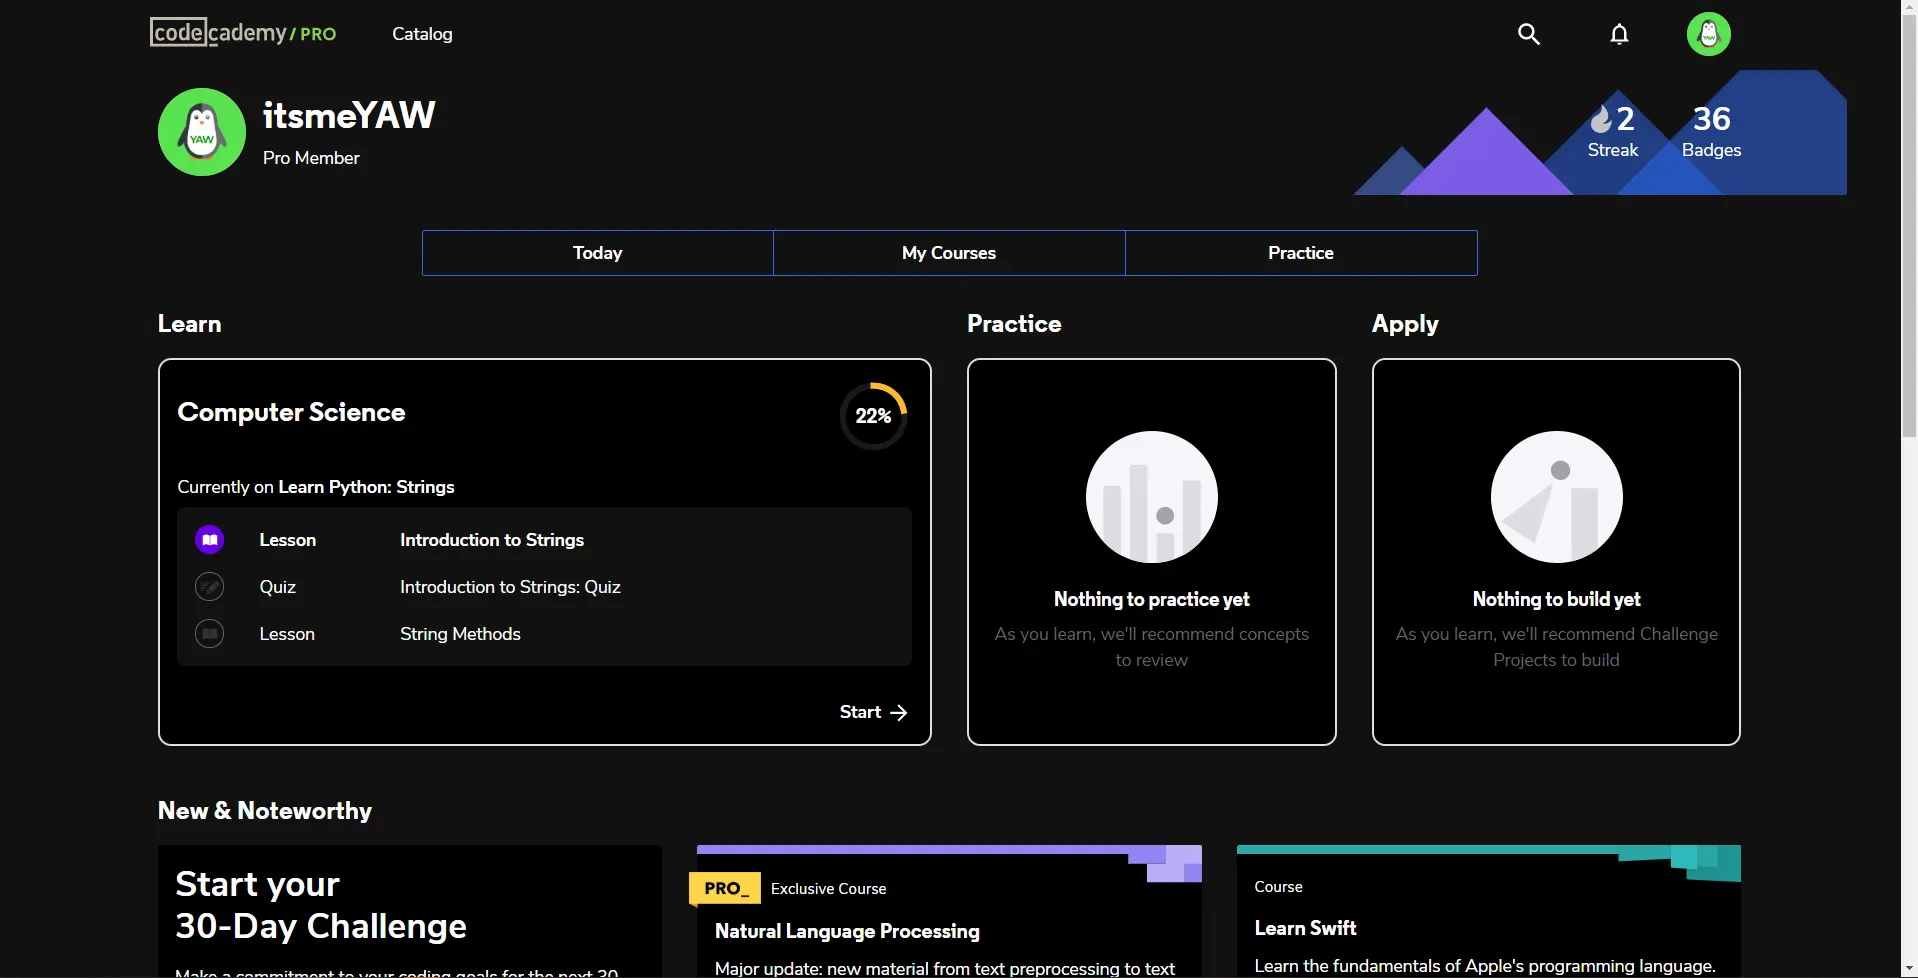 codecademy/PRO
Catalog
YAW
itsmeYAW
Pro Member
2
Streak
36
Badges
Today
My Courses
Practice
Learn
Computer Science
22%
Currently on Learn Python: Strings
Lesson
Introduction to Strings
Quiz
Introduction to Strings: Quiz
Lesson
String Methods
Start
Practice
Nothing to practice yet
As you learn, we'll recommend concepts
to review
Apply
Nothing to build yet
As you learn, we'll recommend Challenge
Projects to build
New & Noteworthy
Start your
30-Day Challenge
Make a commitment to your coding goals for the next 30
PRO_
Exclusive Course
Natural Language Processing
Major update: new material from text preprocessing to text
Course
Learn Swift
Learn the fundamentals of Apple's programming language.